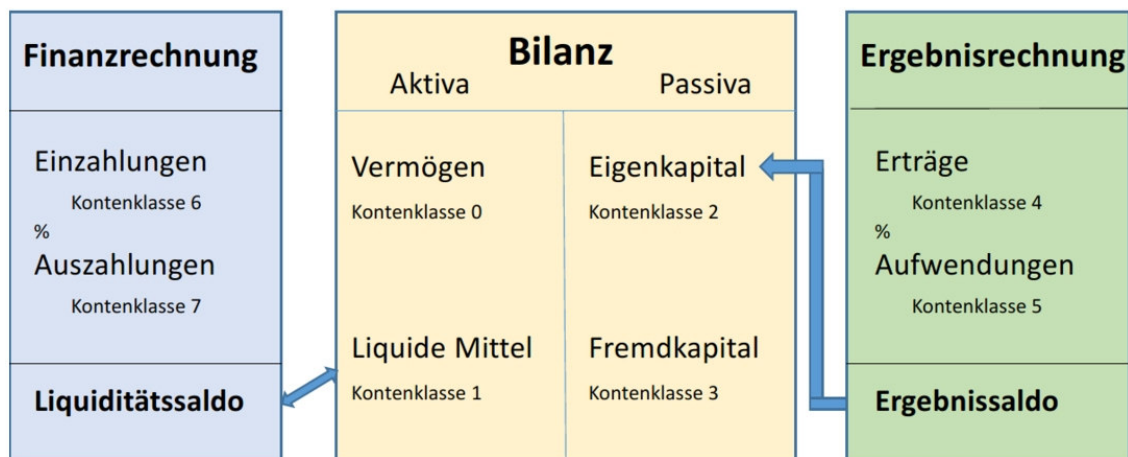 Finanzrechnung
Einzahlungen
Kontenklasse 6
%
Auszahlungen
Kontenklasse 7
Liquiditätssaldo
Bilanz
Aktiva
Passiva
Vermögen
Kontenklasse 0
Liquide Mittel
Kontenklasse 1
Eigenkapital
Kontenklasse 2
Fremdkapital
Kontenklasse 3
Ergebnisrechnung
Erträge
Kontenklasse 4
%
Aufwendungen
Kontenklasse 5
Ergebnissaldo